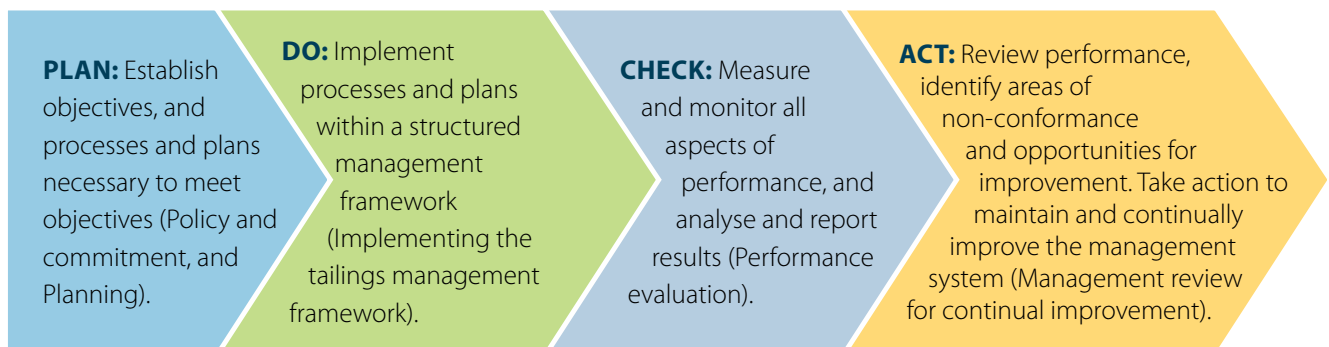 PLAN: Establish
objectives, and
processes and plans
necessary to meet
objectives (Policy and
commitment, and
Planning).
DO: Implement
processes and plans
within a structured
management
framework
(Implementing the
tailings management
framework).
CHECK: Measure
and monitor all
aspects of
performance, and
analyse and report
results (Performance
evaluation).
ACT: Review performance,
identify areas of
non-conformance
and opportunities for
improvement. Take action to
maintain and continually
improve the management
system (Management review
for continual improvement).